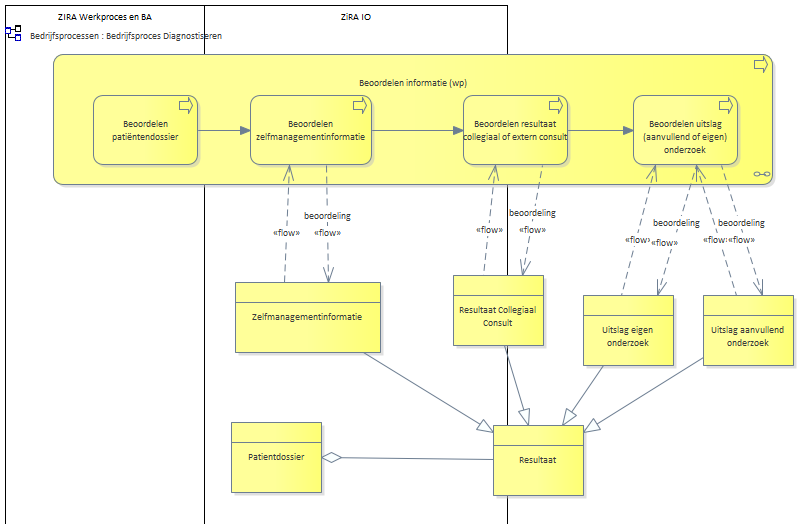 ZIRA Werkproces en BA
ZiRA IO
Bedrijfsprocessen : Bedrijfsproces Diagnostiseren
Beoordelen informatie (wp)
Beoordelen
patiëntendossier
Beoordelen
zelfmanagementinformatie
Beoordelen resultaat
collegiaal of extern consult
Beoordelen uitslag
(aanvullend of eigen)
onderzoek
«flow»
beoordeling
«flow»
«flow»
beoordeling
«flow»
«flow»
beoordeling
«flow»
«flow»
beoordeling
«flow»
Zelfmanagementinformatie
Resultaat Collegiaal
Consult
Uitslag eigen
onderzoek
Uitslag aanvullend
onderzoek
Patientdossier
Resultaat